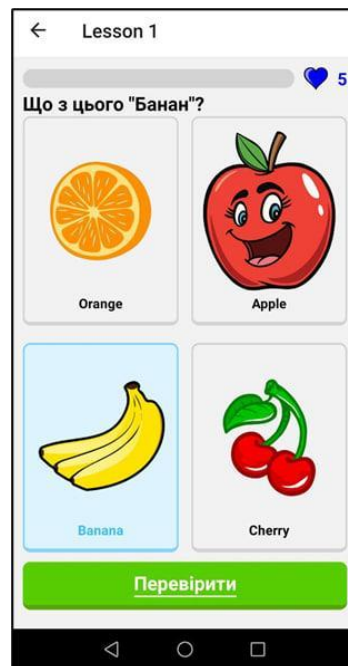 Lesson 1
5
Що з цього "Банан"?
Orange
Apple
Banana
Cherry
Перевірити